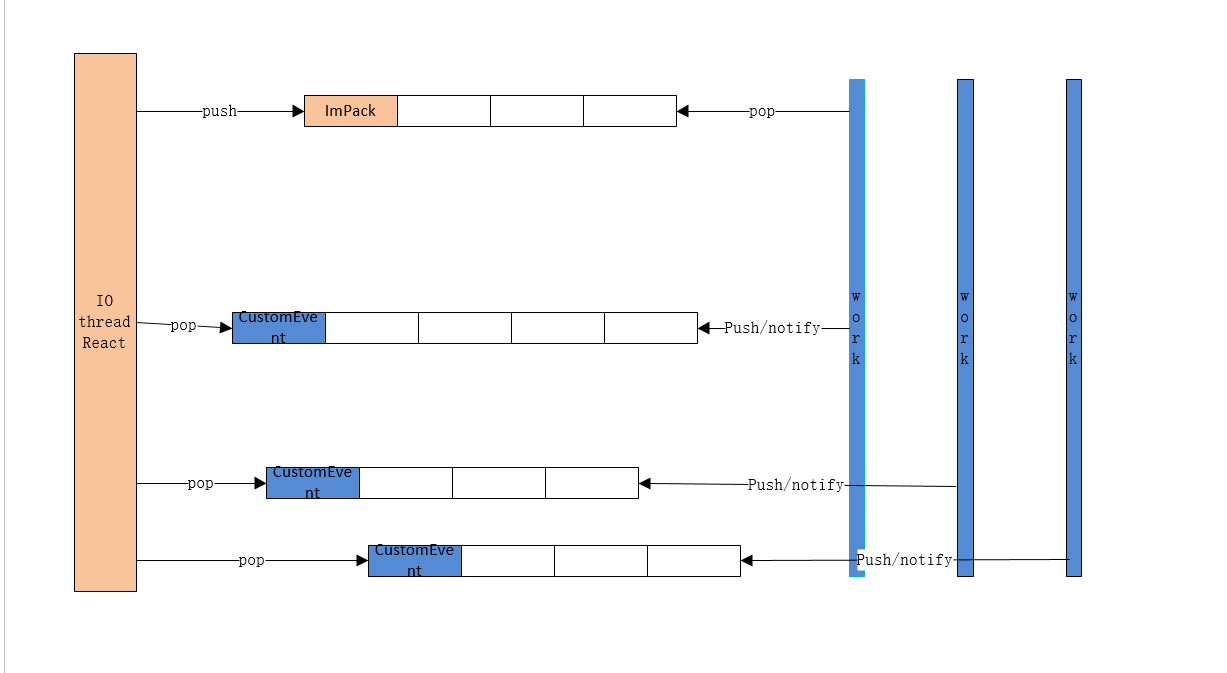 push
ImPack
pop
IO
thread
React
pop
CustomEve
nt
Push/notify
w
o
r
k
w
o
r
k
w
o
r
k
pop
CustomEve
nt
Push/notify
pop
CustomEve
nt
Push/notify